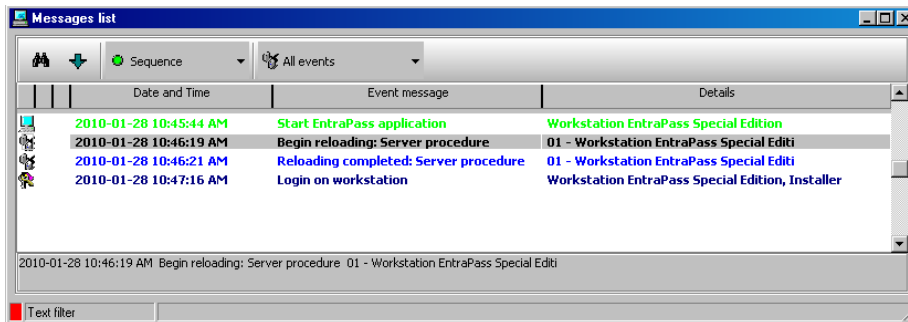 Messages list
Sequence All events
Date and Time Event message Details
2010-01-28 10:45:44 AM Start EntraPass application Workstation EntraPass Special Edition
2010-01-28 10:46:19 AM Begin reloading: Server procedure 01 - Workstation EntraPass Special Editi
2010-01-28 10:46:21 AM Reloading completed: Server procedure 01 - Workstation EntraPass Special Editi
2010-01-28 10:47:16 AM Login on workstation Workstation EntraPass Special Edition, Installer
2010-01-28 10:46:19 AM Begin reloading: Server procedure 01 - Workstation EntraPass Special Editi
Text filter